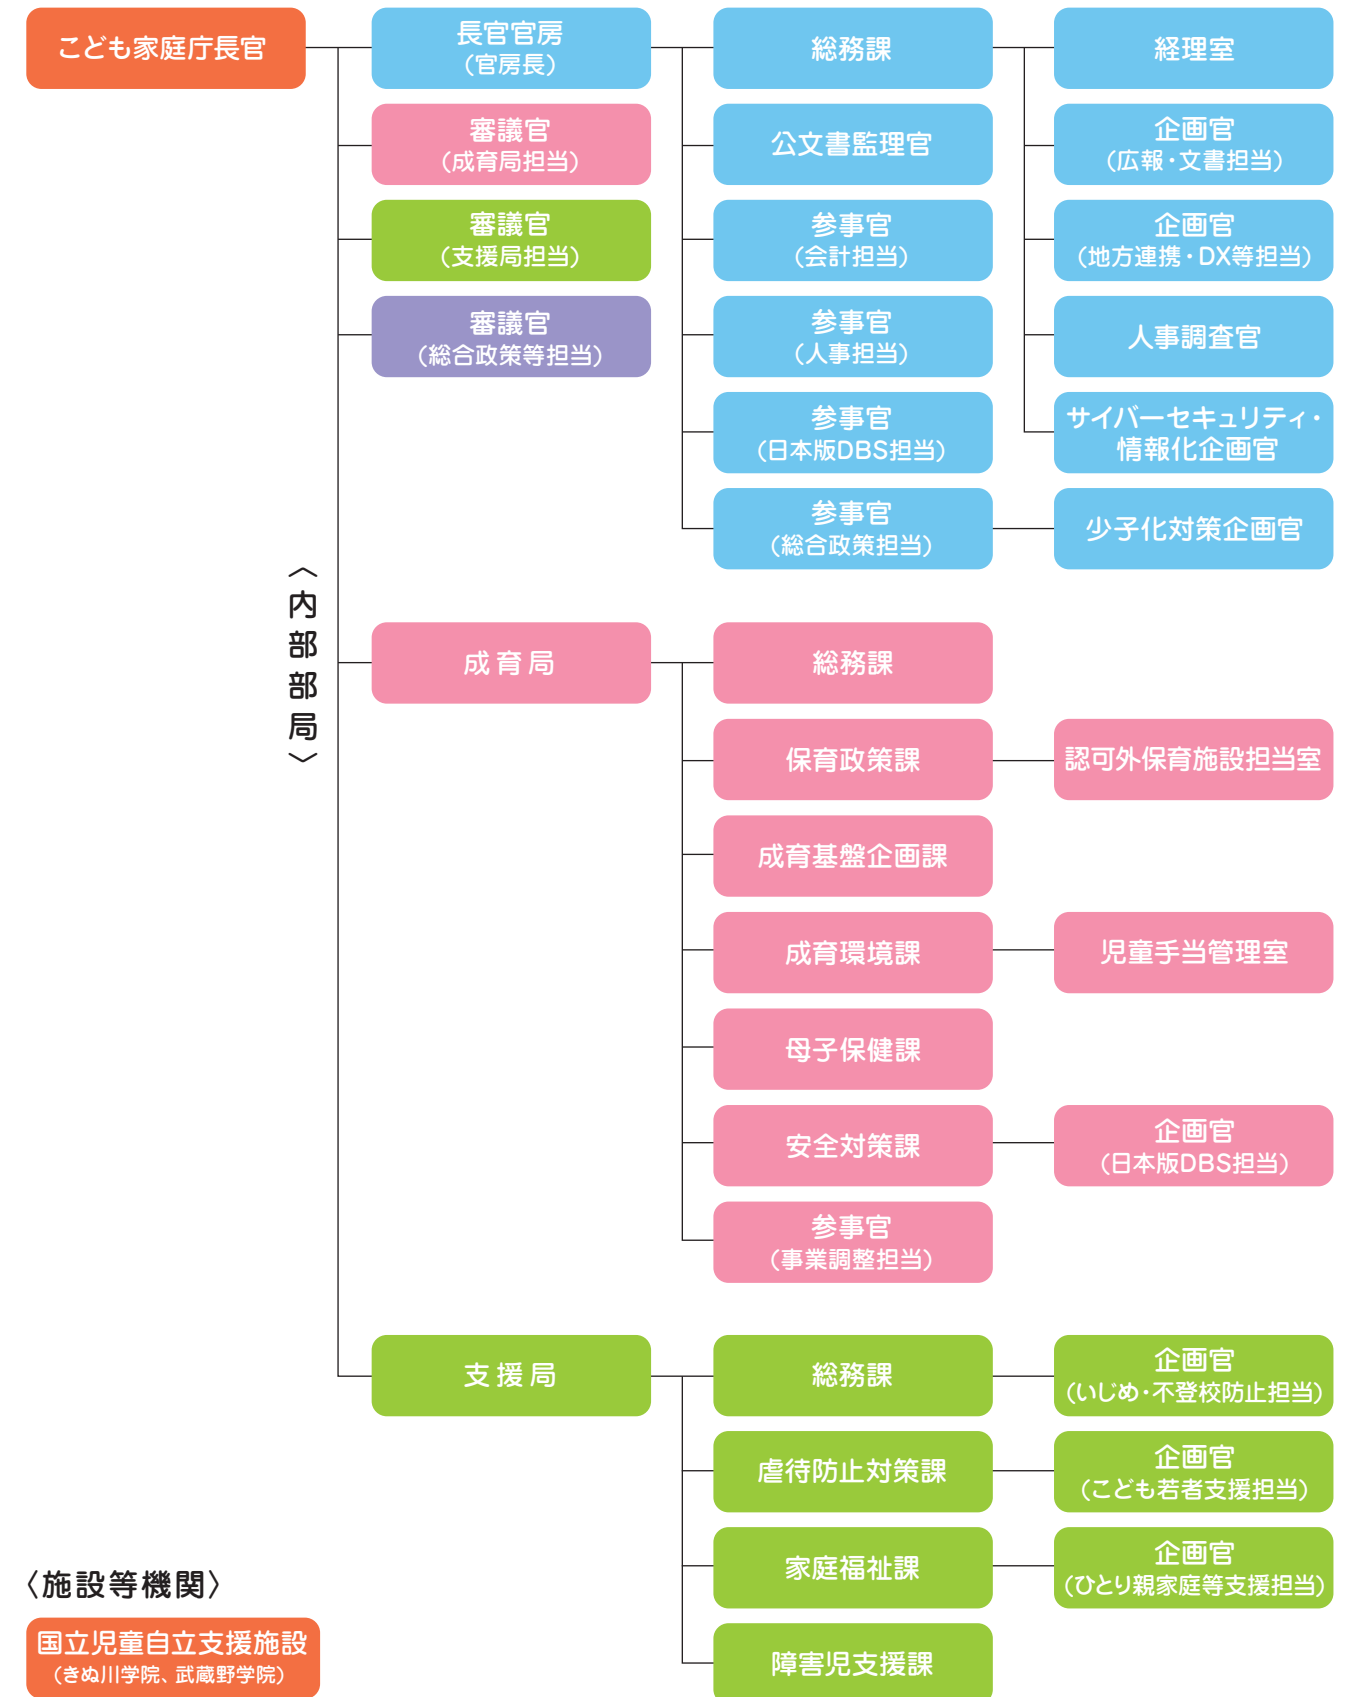 こども家庭庁長官
長官官房
（官房長）
総務課
経理室
審議官
（成育局担当）
公文書監理官
企画官
（広報・文書担当）
審議官
（支援局担当）
参事官
（会計担当）
企画官
（地方連携・DX等担当）
審議官
（総合政策等担当）
参事官
（人事担当）
人事調査官
参事官
（日本版DBS担当）
サイバーセキュリティ・
情報化企画官
参事官
（総合政策担当）
少子化対策企画官
〈内部部局〉
成育局
総務課
保育政策課
認可外保育施設担当室
成育基盤企画課
成育環境課
児童手当管理室
母子保健課
安全対策課
企画官
（日本版DBS担当）
参事官
（事業調整担当）
支援局
総務課
企画官
（いじめ・不登校防止担当）
虐待防止対策課
企画官
（こども若者支援担当）
家庭福祉課
企画官
（ひとり親家庭等支援担当）
障害児支援課
〈施設等機関〉
国立児童自立支援施設
（きぬ川学院、武蔵野学院）